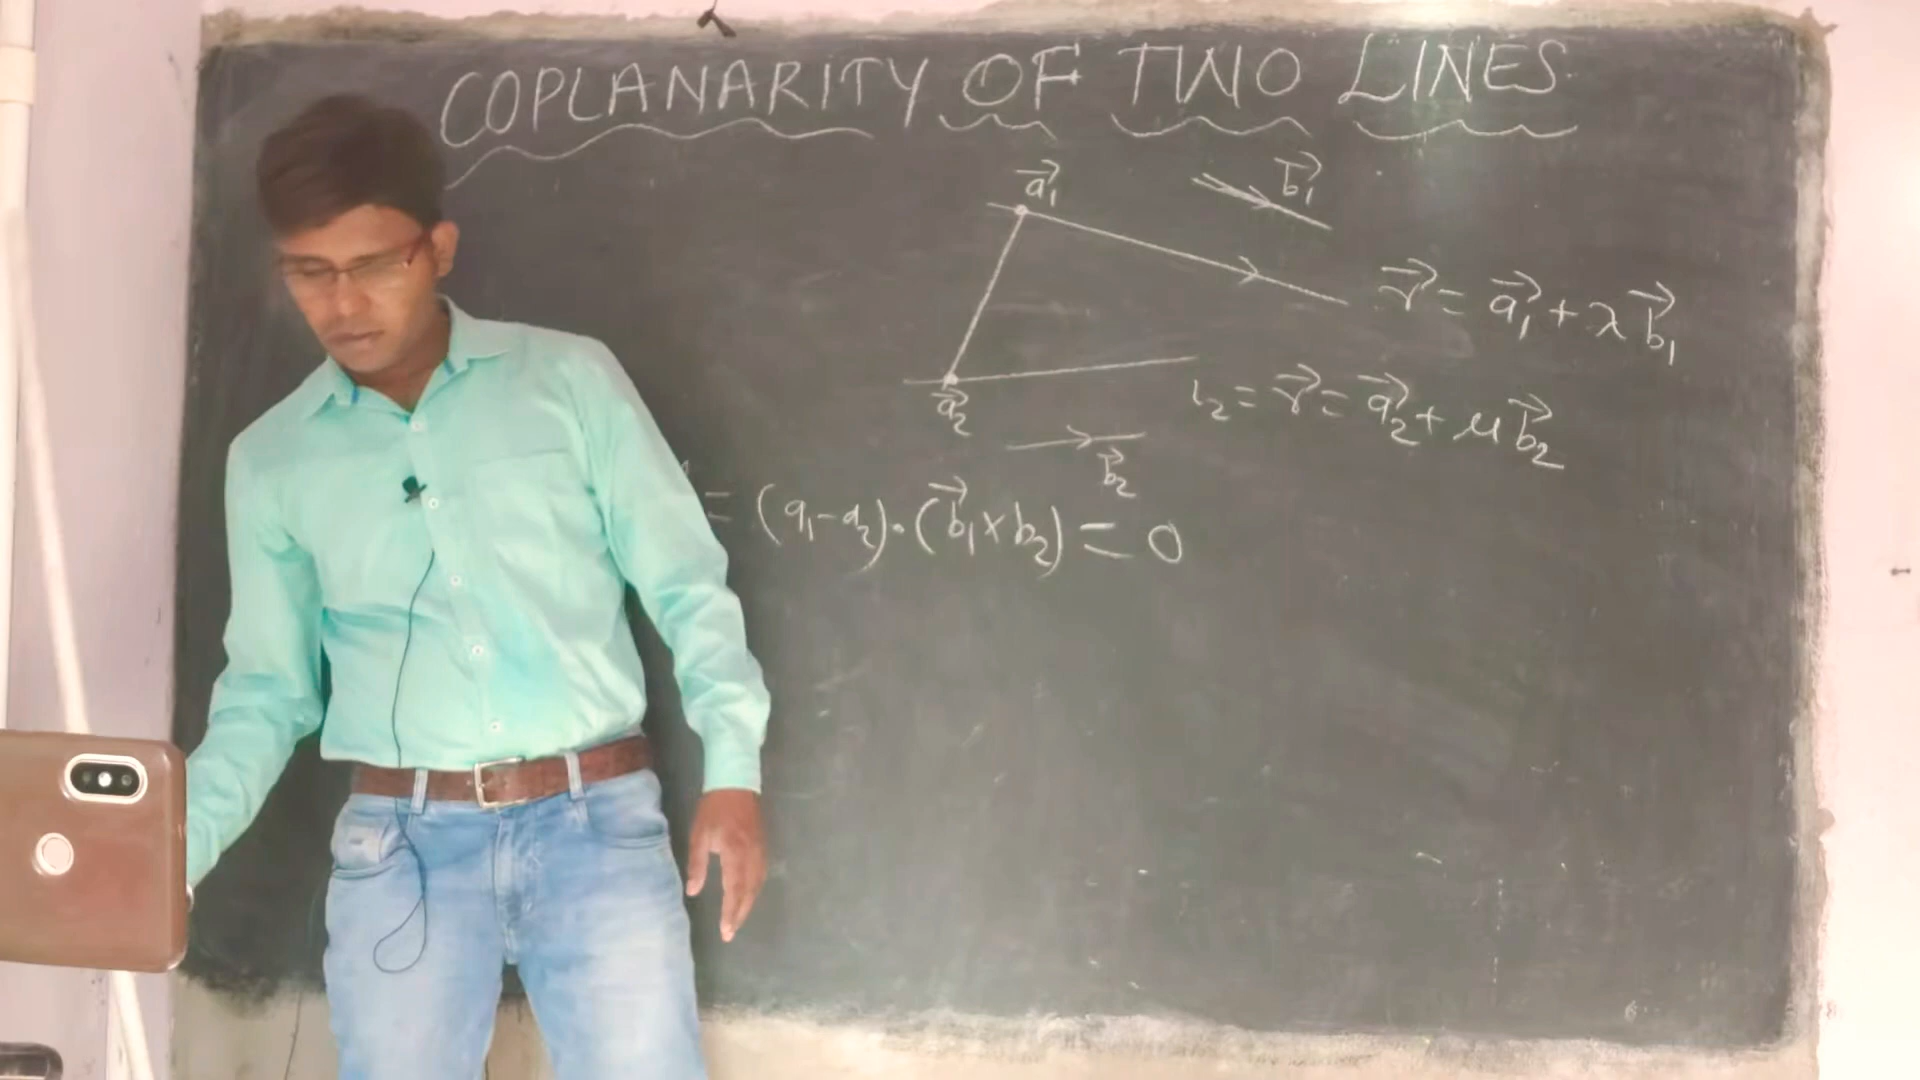 COPLANARITY OF TWO LINES
a⃗₁
b⃗₁
r⃗ = a⃗₁ + λ b⃗₁
a⃗₂
L₂ = r⃗ = a⃗₂ + μ b⃗₂
b⃗₂
= (a₁ - a₂) · (b⃗₁ × b₂) = 0